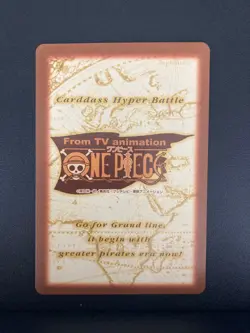 Carddass Hyper Battle
From TV animation
ワンピース
ONE PIECE
Go for Grand line,
it begin with
greater pirates era now!